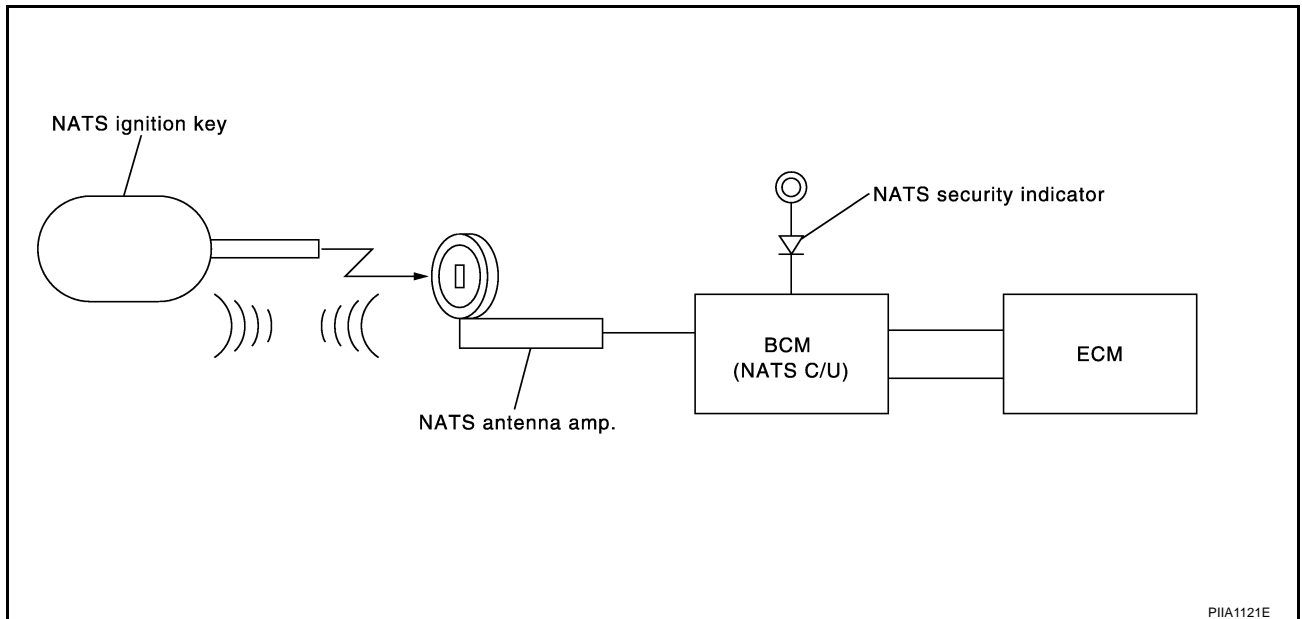 NATS ignition key
NATS security indicator
BCM
(NATS C/U)
ECM
NATS antenna amp.
PIIA1121E